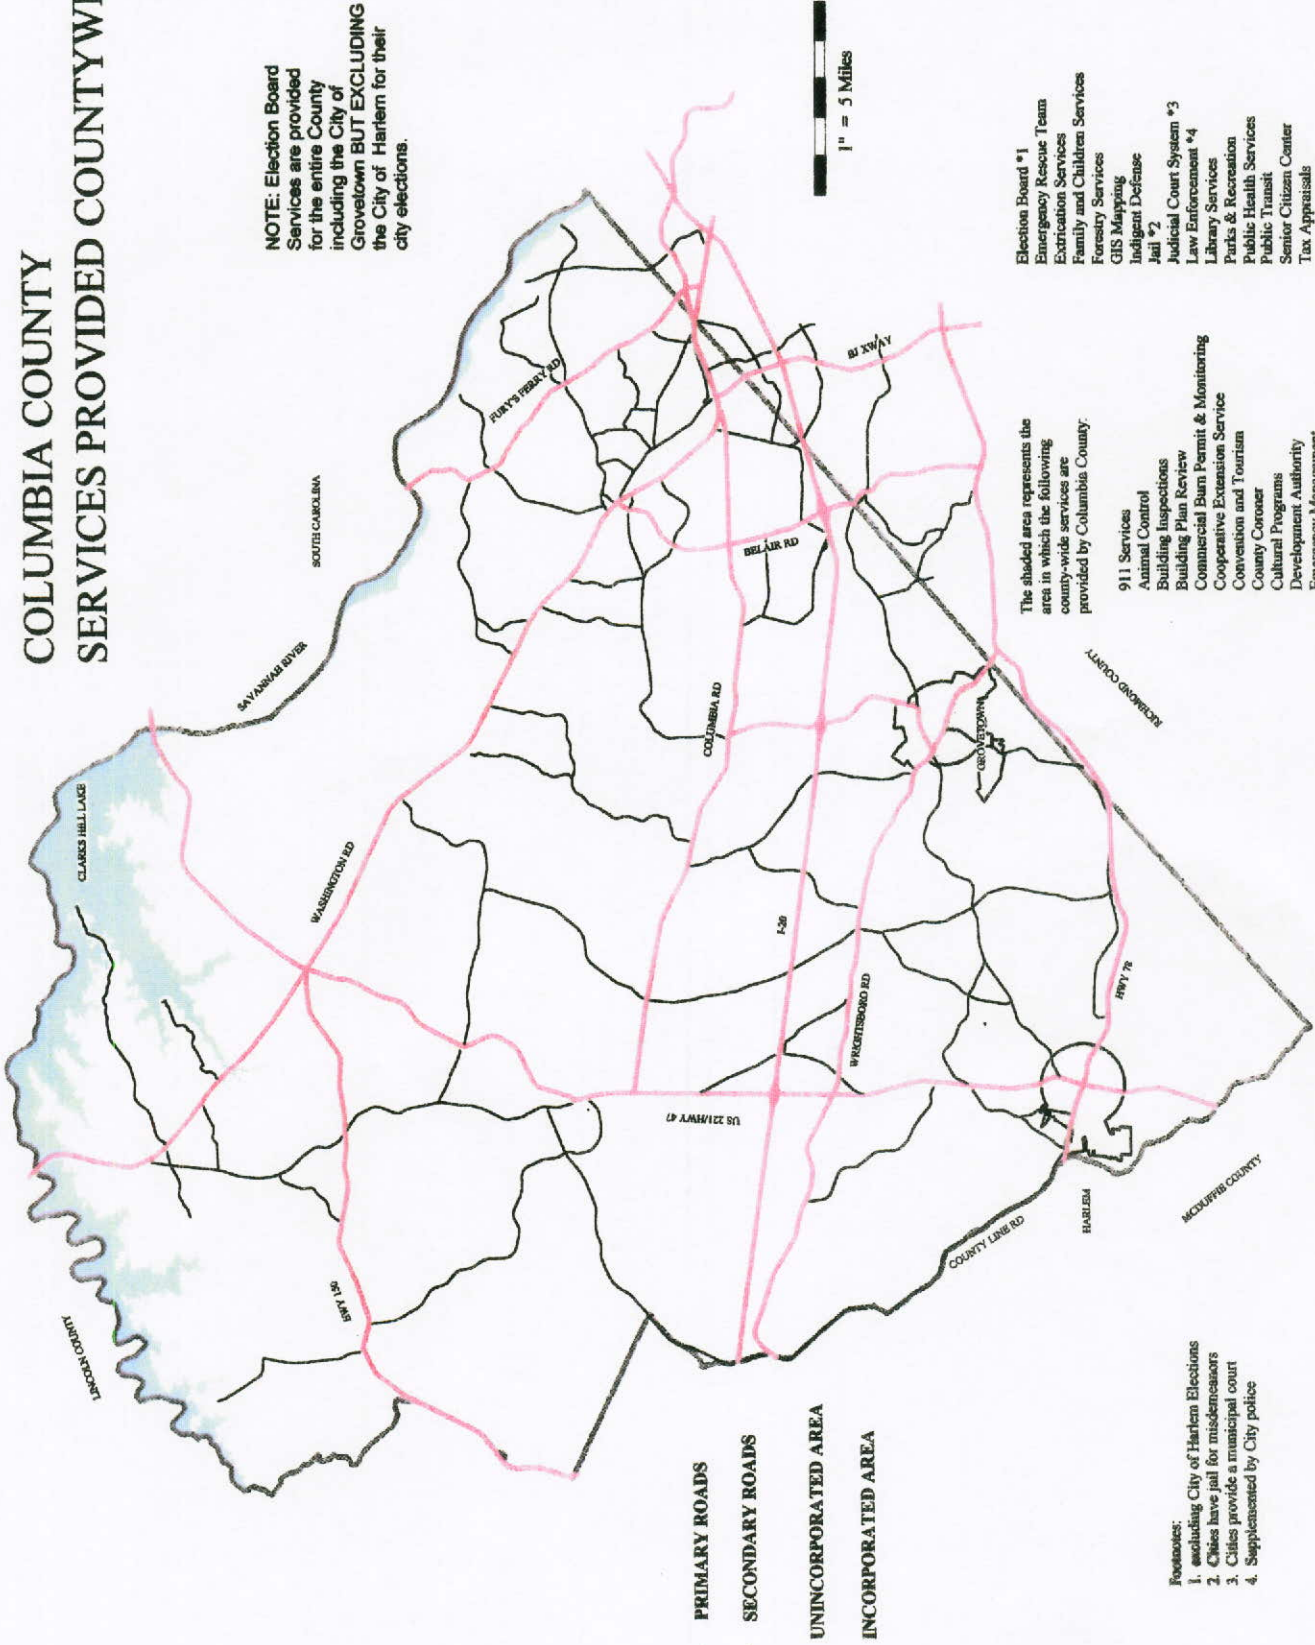 COLUMBIA COUNTY
SERVICES PROVIDED COUNTYWI
NOTE: Election Board
Services are provided
for the entire County
including the City of
Grovetown BUT EXCLUDING
the City of Harlem for their
city elections.
LINCOLN COUNTY
CLARKS HILL LAKE
SAVANNAH RIVER
SOUTH CAROLINA
HWY 150
WASHINGTON RD
FURY'S FERRY RD
US 221/HWY 47
COLUMBIA RD
BELAIR RD
I-20
WRIGHTSBORO RD
BJ XWAY
COUNTY LINE RD
GROVETOWN
HARLEM
HWY 78
MCDUFFIE COUNTY
RICHMOND COUNTY
1" = 5 Miles
PRIMARY ROADS
SECONDARY ROADS
UNINCORPORATED AREA
INCORPORATED AREA
The shaded area represents the
area in which the following
county-wide services are
provided by Columbia County:
911 Services
Animal Control
Building Inspections
Building Plan Review
Commercial Burn Permit & Monitoring
Cooperative Extension Service
Convention and Tourism
County Coroner
Cultural Programs
Development Authority
Emergency Management
Election Board *1
Emergency Rescue Team
Extrication Services
Family and Children Services
Forestry Services
GIS Mapping
Indigent Defense
Jail *2
Judicial Court System *3
Law Enforcement *4
Library Services
Parks & Recreation
Public Health Services
Public Transit
Senior Citizen Center
Tax Appraisals
Footnotes:
1. excluding City of Harlem Elections
2. Cities have jail for misdemeanors
3. Cities provide a municipal court
4. Supplemented by City police